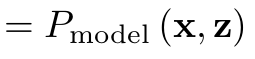 = P_model (x, z)